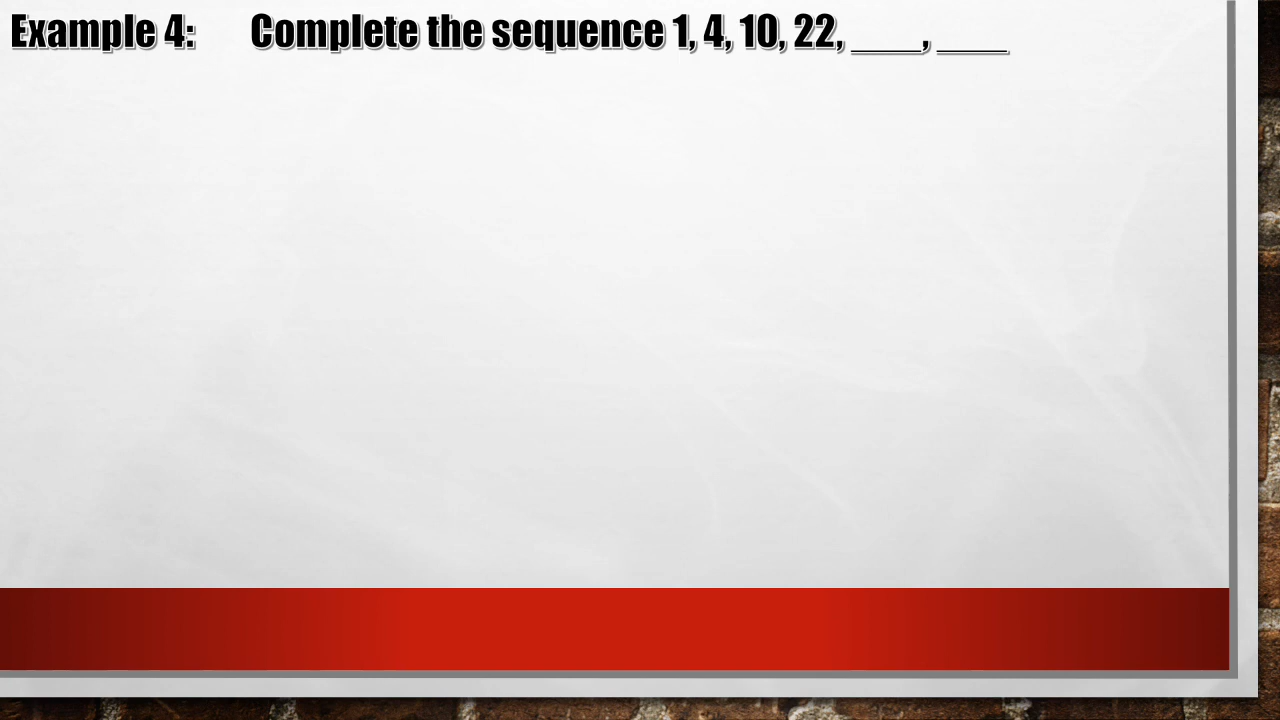 Example 4: Complete the sequence 1, 4, 10, 22, ____, ____